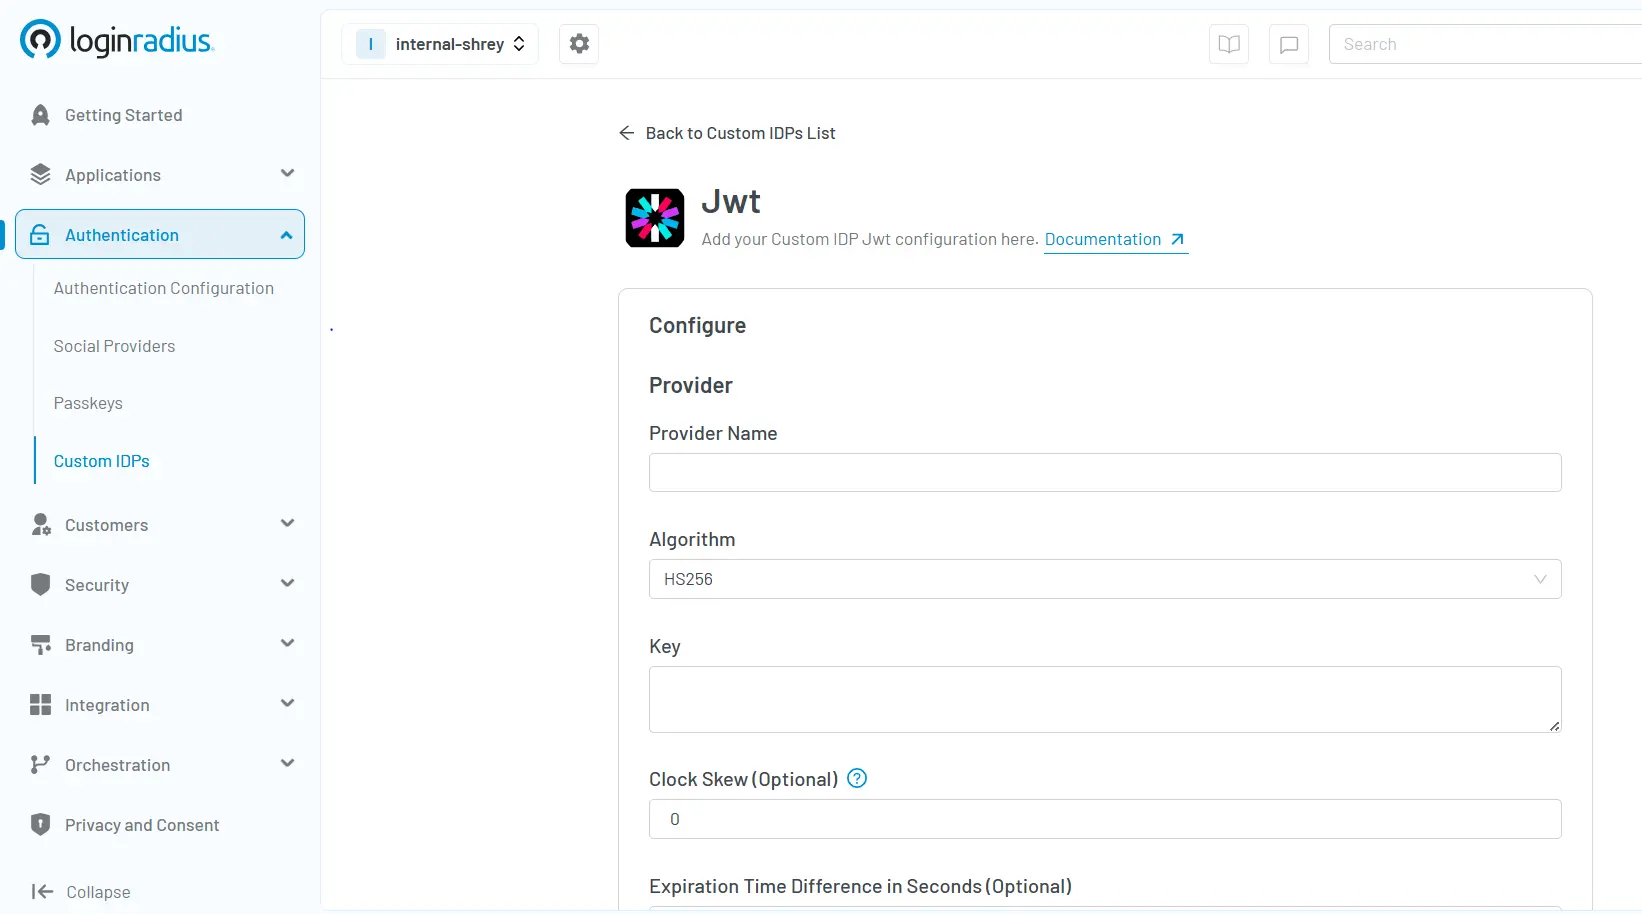 loginradius
Getting Started
Applications
Authentication
Authentication Configuration
Social Providers
Passkeys
Custom IDPs
Customers
Security
Branding
Integration
Orchestration
Privacy and Consent
Collapse
I internal-shrey
Search
Back to Custom IDPs List
Jwt
Add your Custom IDP Jwt configuration here. Documentation
Configure
Provider
Provider Name
Algorithm
HS256
Key
Clock Skew (Optional) ?
0
Expiration Time Difference in Seconds (Optional)